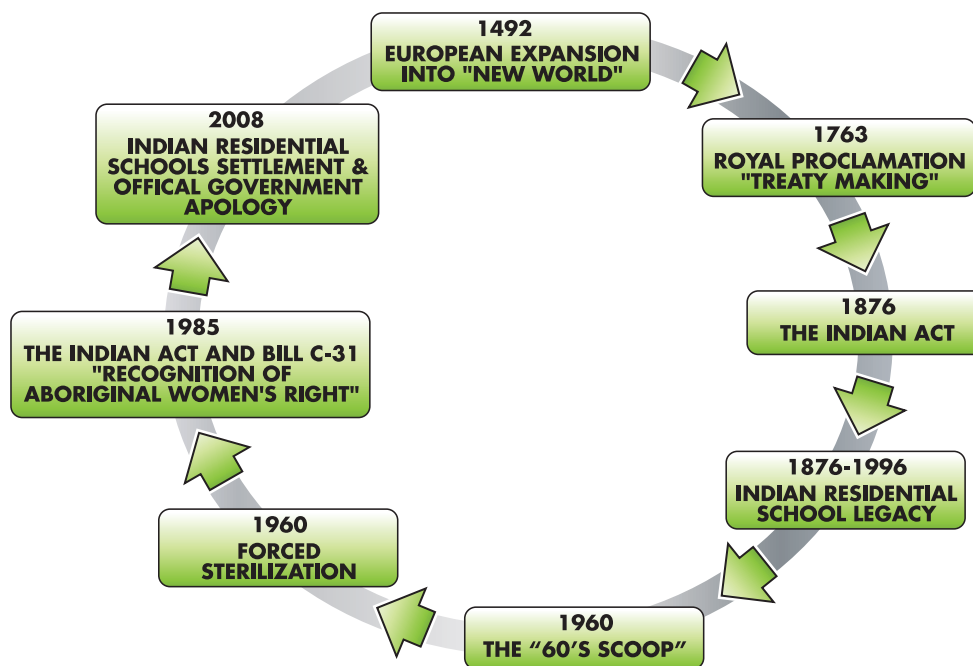 1492
EUROPEAN EXPANSION
INTO "NEW WORLD"
1763
ROYAL PROCLAMATION
"TREATY MAKING"
1876
THE INDIAN ACT
1876-1996
INDIAN RESIDENTIAL
SCHOOL LEGACY
1960
THE “60'S SCOOP”
1960
FORCED
STERILIZATION
1985
THE INDIAN ACT AND BILL C-31
"RECOGNITION OF
ABORIGINAL WOMEN'S RIGHT"
2008
INDIAN RESIDENTIAL
SCHOOLS SETTLEMENT &
OFFICAL GOVERNMENT
APOLOGY